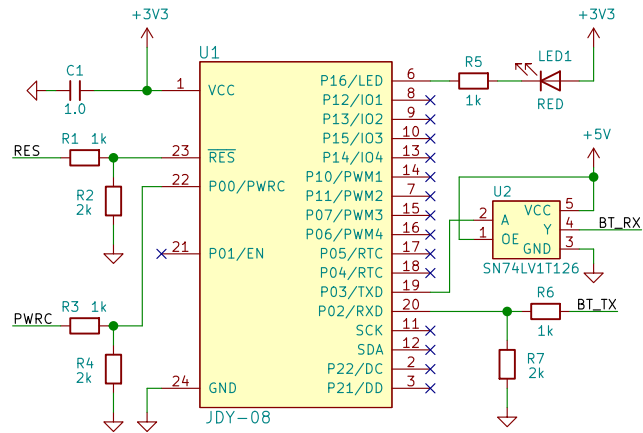 +3V3
+3V3
U1
C1
1.0
1
VCC
P16/LED
6
R5
1k
LED1
RED
P12/IO1
8
P13/IO2
9
P15/IO3
10
P14/IO4
13
P10/PWM1
14
P11/PWM2
7
P07/PWM3
15
P06/PWM4
16
P05/RTC
17
P04/RTC
18
P03/TXD
19
P02/RXD
20
SCK
11
SDA
12
P22/DC
2
P21/DD
3
RES
R1 1k
23
RES
R2
2k
22
P00/PWRC
21
P01/EN
PWRC
R3 1k
R4
2k
24
GND
JDY-08
+5V
U2
2
A
1
OE
VCC
5
Y
4
GND
3
BT_RX
SN74LV1T126
R6
1k
BT_TX
R7
2k